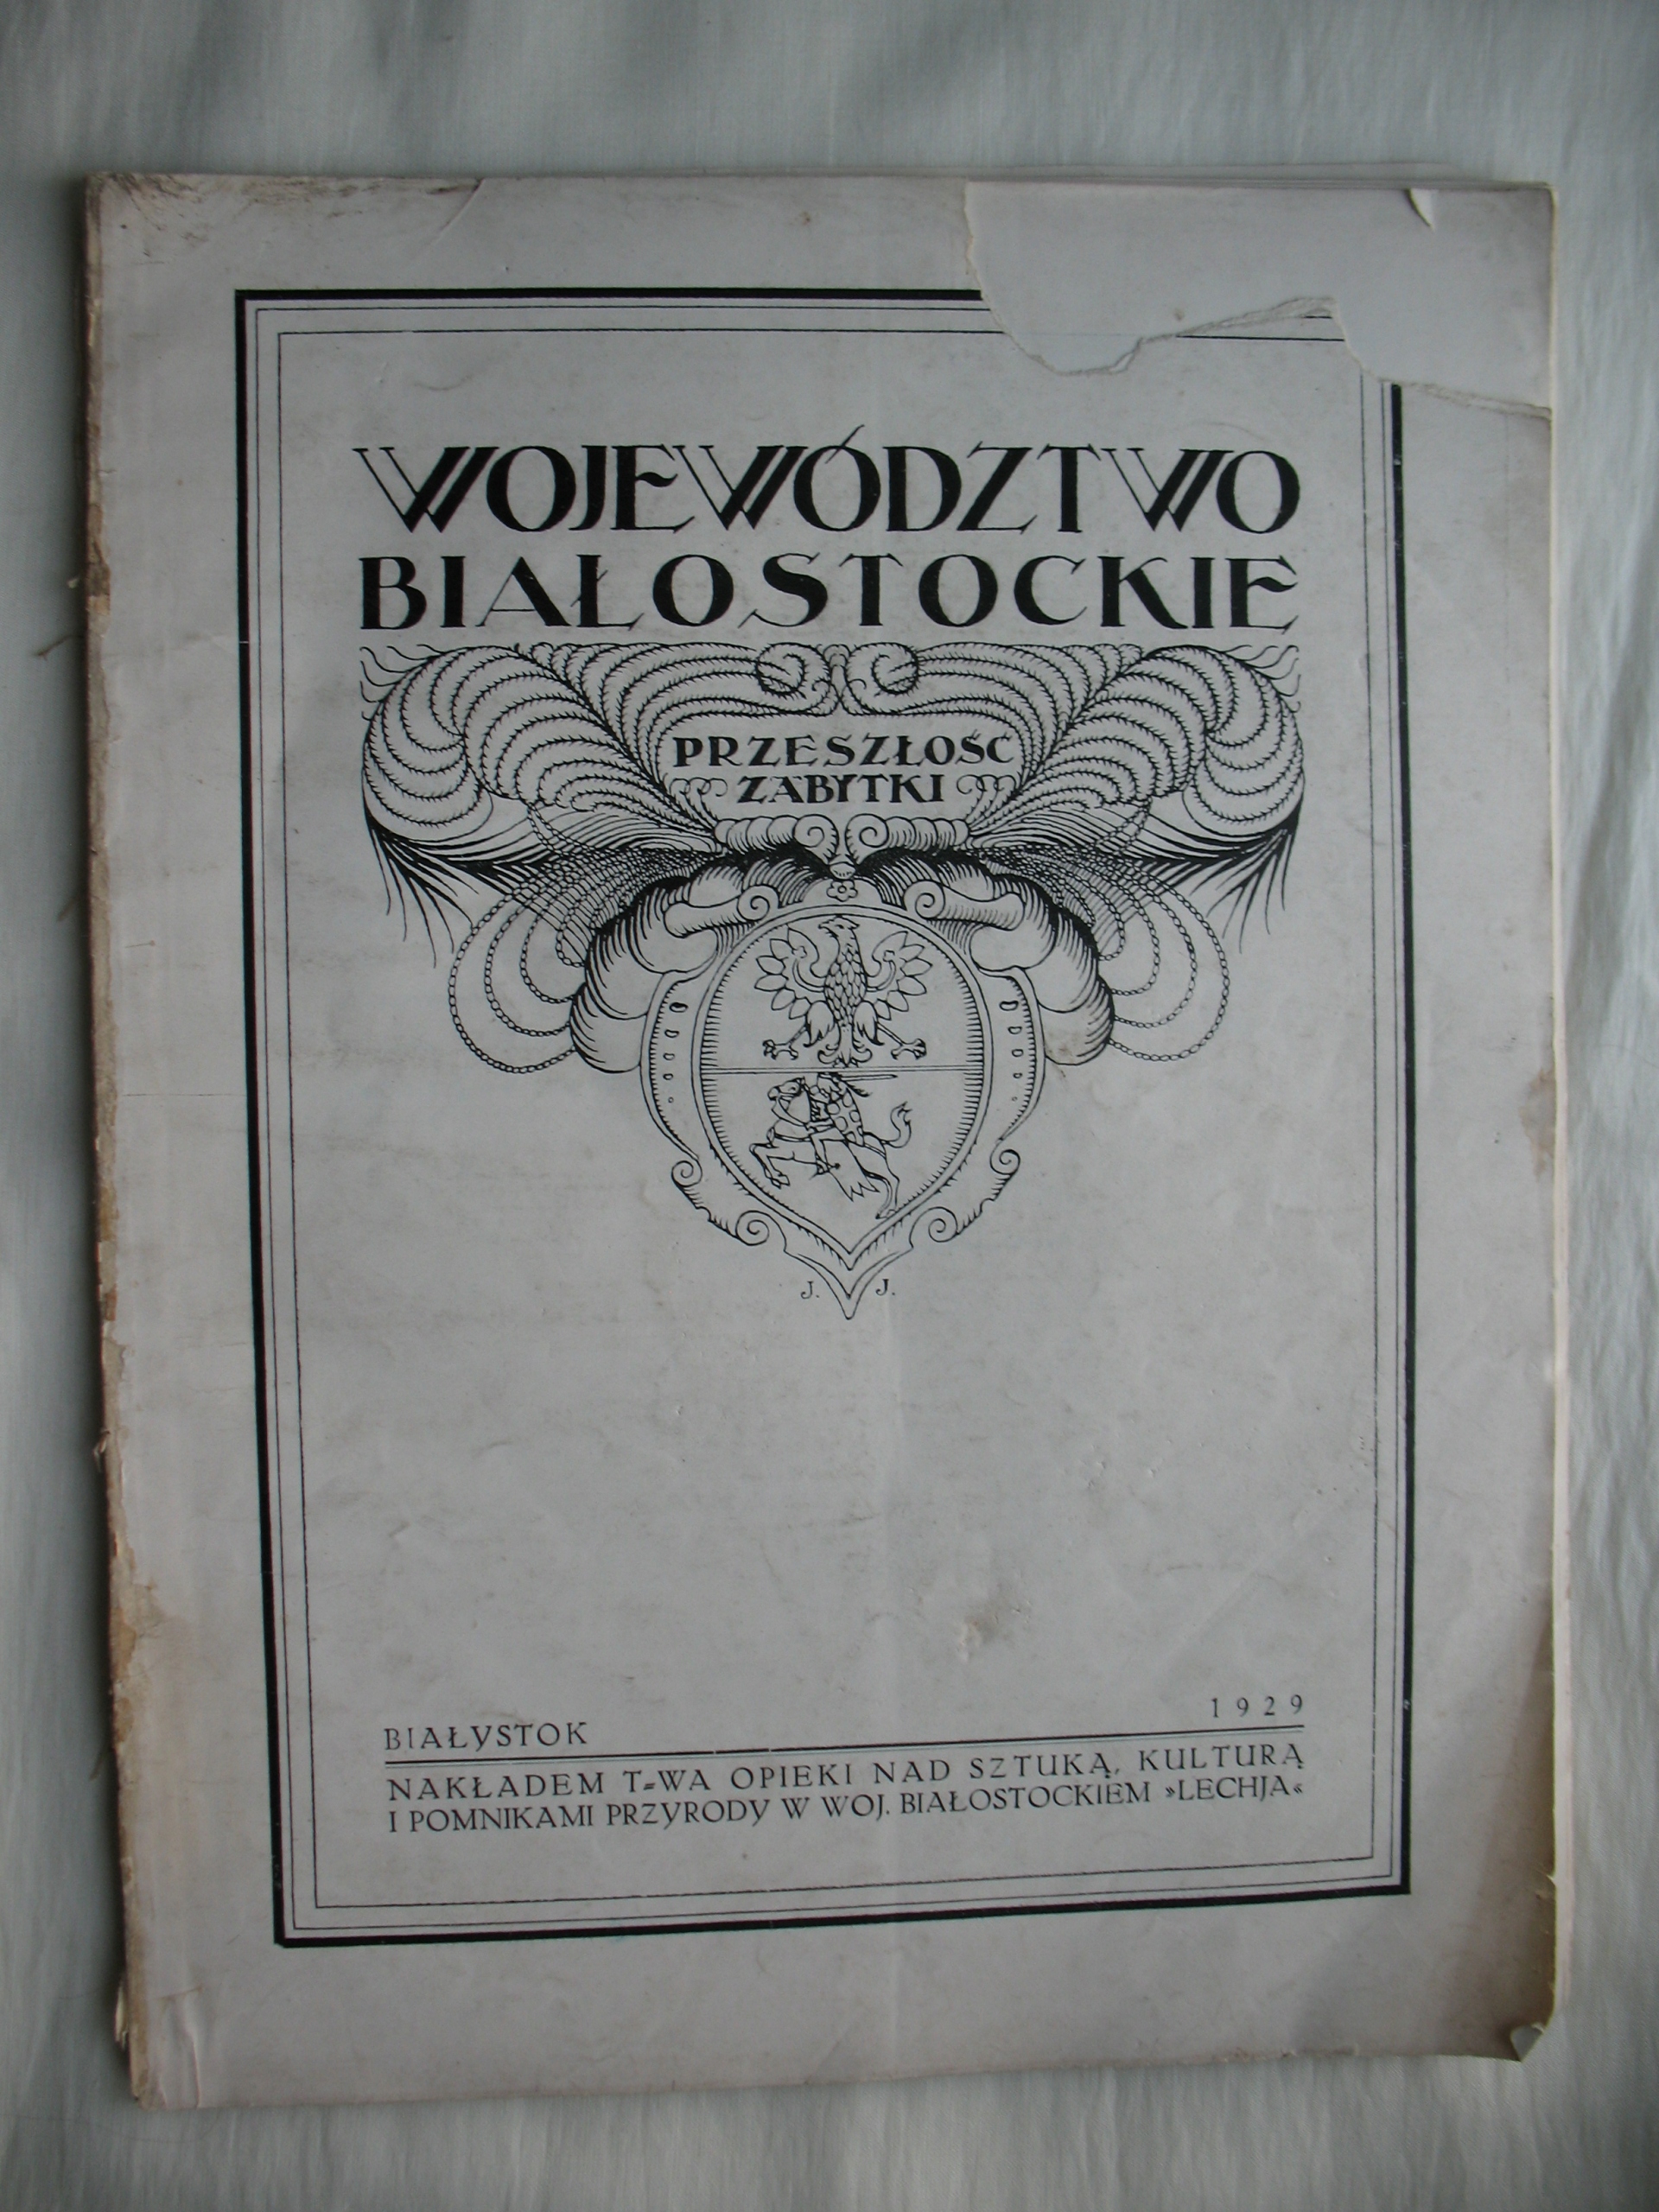 WOJEWÓDZTWO
BIAŁOSTOCKIE
PRZESZŁOŚĆ
ZABYTKI
J. J.
BIAŁYSTOK 1929
NAKŁADEM T=WA OPIEKI NAD SZTUKĄ, KULTURĄ
I POMNIKAMI PRZYRODY W WOJ. BIAŁOSTOCKIEM »LECHJA«